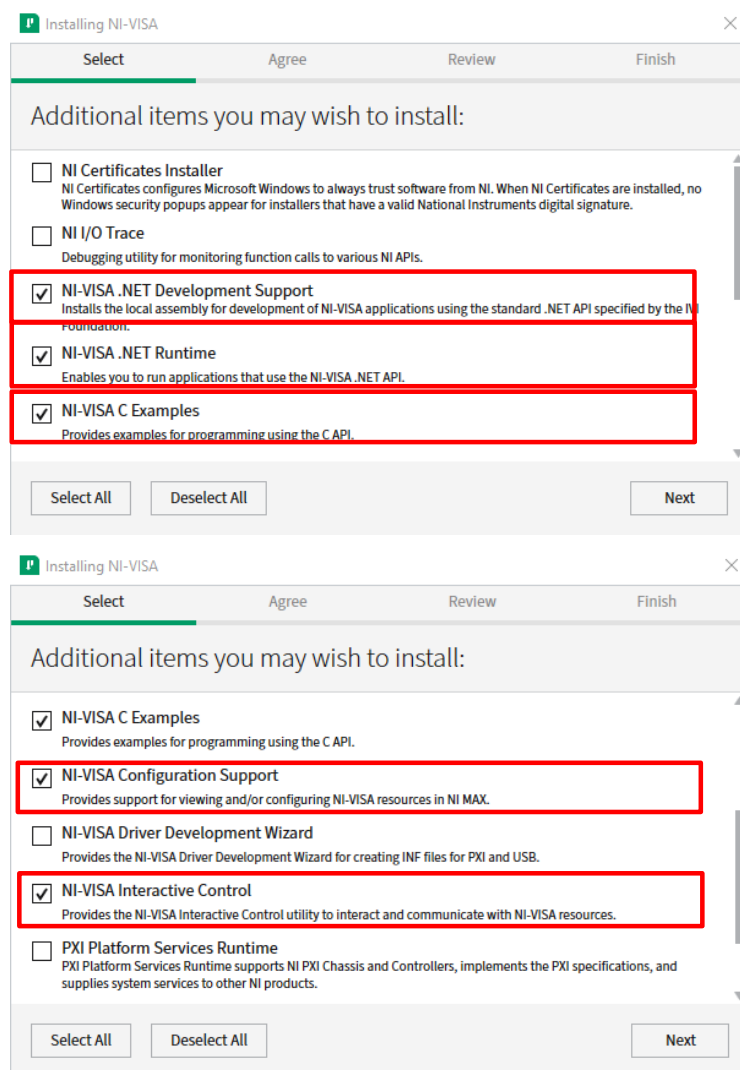 Installing NI-VISA
Select Agree Review Finish
Additional items you may wish to install:
NI Certificates Installer
NI Certificates configures Microsoft Windows to always trust software from NI. When NI Certificates are installed, no
Windows security popups appear for installers that have a valid National Instruments digital signature.
NI I/O Trace
Debugging utility for monitoring function calls to various NI APIs.
NI-VISA .NET Development Support
Installs the local assembly for development of NI-VISA applications using the standard .NET API specified by the IVI
Foundation.
NI-VISA .NET Runtime
Enables you to run applications that use the NI-VISA .NET API.
NI-VISA C Examples
Provides examples for programming using the C API.
Select All Deselect All Next
Installing NI-VISA
Select Agree Review Finish
Additional items you may wish to install:
NI-VISA C Examples
Provides examples for programming using the C API.
NI-VISA Configuration Support
Provides support for viewing and/or configuring NI-VISA resources in NI MAX.
NI-VISA Driver Development Wizard
Provides the NI-VISA Driver Development Wizard for creating INF files for PXI and USB.
NI-VISA Interactive Control
Provides the NI-VISA Interactive Control utility to interact and communicate with NI-VISA resources.
PXI Platform Services Runtime
PXI Platform Services Runtime supports NI PXI Chassis and Controllers, implements the PXI specifications, and
supplies system services to other NI products.
Select All Deselect All Next